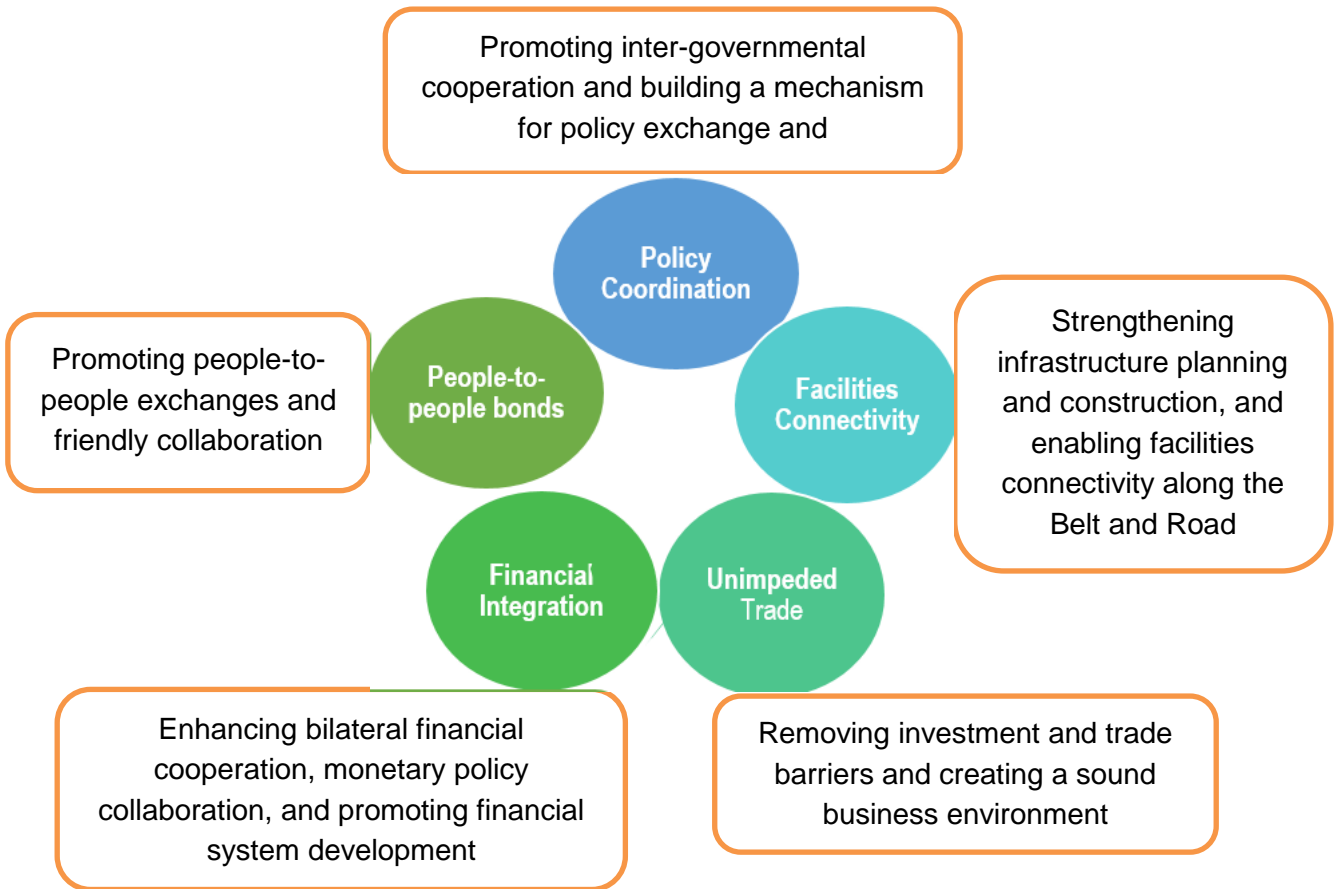 Promoting inter-governmental
cooperation and building a mechanism
for policy exchange and
Policy
Coordination
Promoting people-to-
people exchanges and
friendly collaboration
People-to-
people bonds
Facilities
Connectivity
Strengthening
infrastructure planning
and construction, and
enabling facilities
connectivity along the
Belt and Road
Financial
Integration
Unimpeded
Trade
Enhancing bilateral financial
cooperation, monetary policy
collaboration, and promoting financial
system development
Removing investment and trade
barriers and creating a sound
business environment